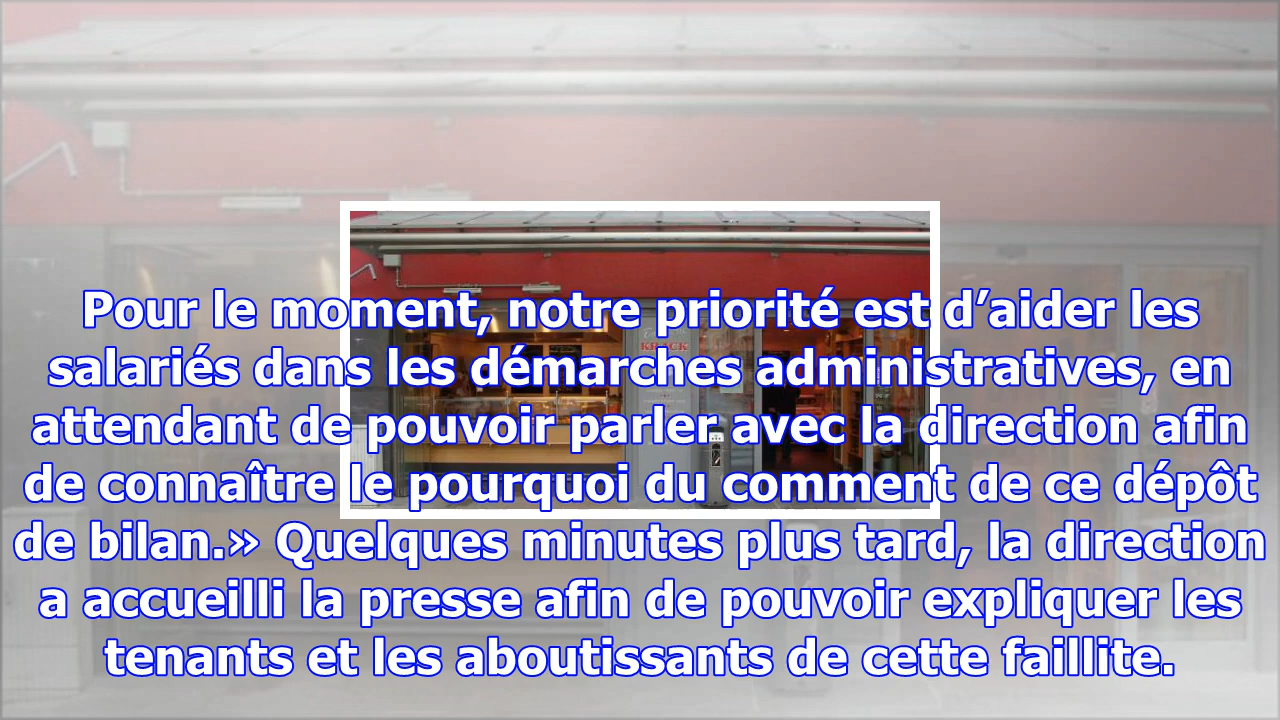 KRACK
Pour le moment, notre priorité est d’aider les
salariés dans les démarches administratives, en
attendant de pouvoir parler avec la direction afin
de connaître le pourquoi du comment de ce dépôt
de bilan.» Quelques minutes plus tard, la direction
a accueilli la presse afin de pouvoir expliquer les
tenants et les aboutissants de cette faillite.